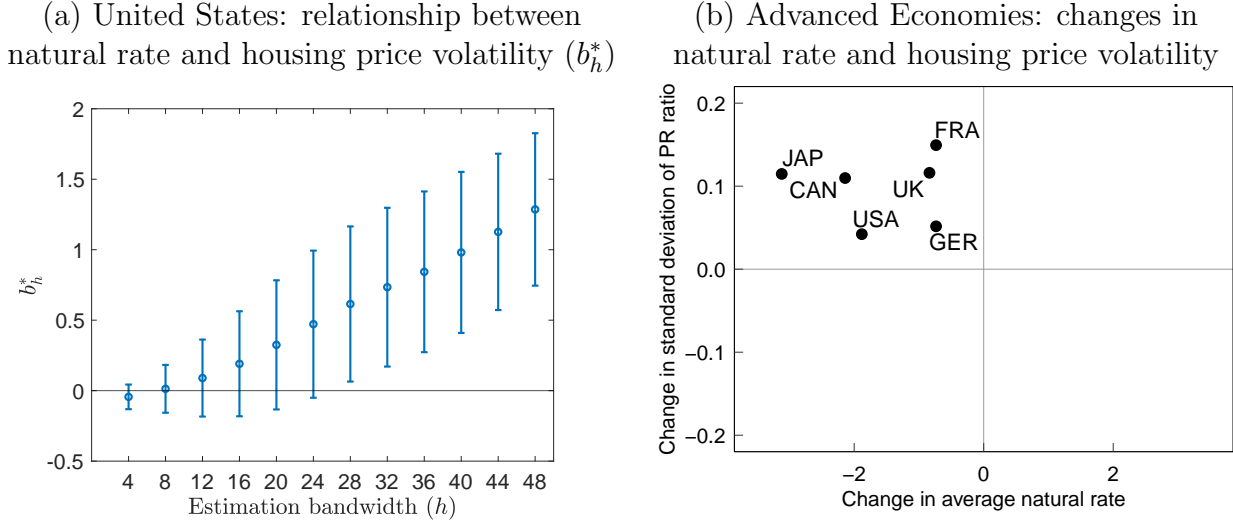 (a) United States: relationship between
natural rate and housing price volatility (b*h)
2
1.5
1
0.5
0
-0.5
b*h
4 8 12 16 20 24 28 32 36 40 44 48
Estimation bandwidth (h)
(b) Advanced Economies: changes in
natural rate and housing price volatility
Change in standard deviation of PR ratio
0.2
0.1
0.0
−0.1
−0.2
FRA
JAP
CAN
UK
USA
GER
−2 0 2
Change in average natural rate